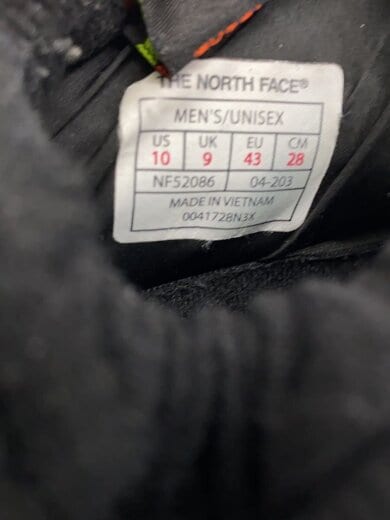 THE NORTH FACE®
MEN'S/UNISEX
US UK EU CM
10 9 43 28
NF52086 04-203
MADE IN VIETNAM
0041728N3X